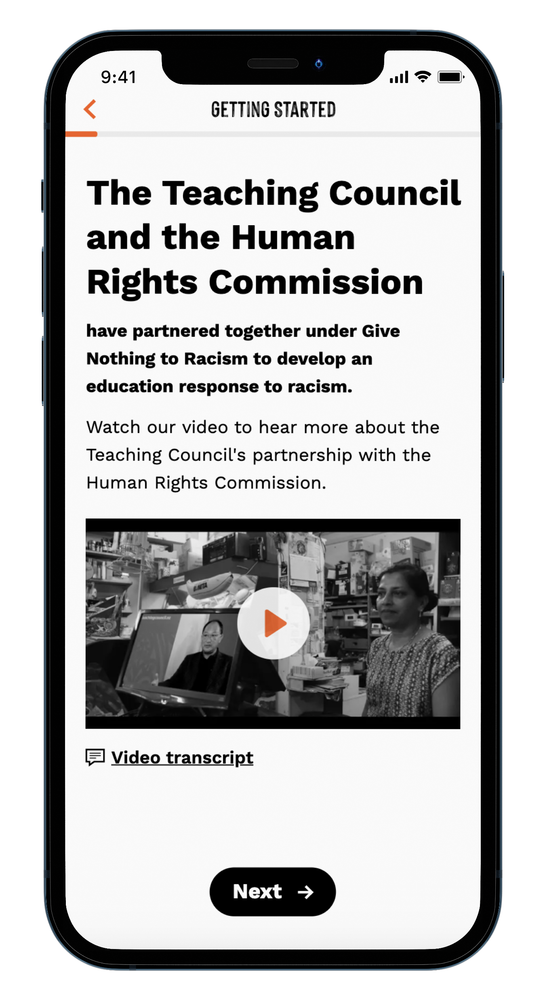 9:41
GETTING STARTED
The Teaching Council
and the Human
Rights Commission
have partnered together under Give
Nothing to Racism to develop an
education response to racism.
Watch our video to hear more about the
Teaching Council's partnership with the
Human Rights Commission.
BONITA
Video transcript
Next →